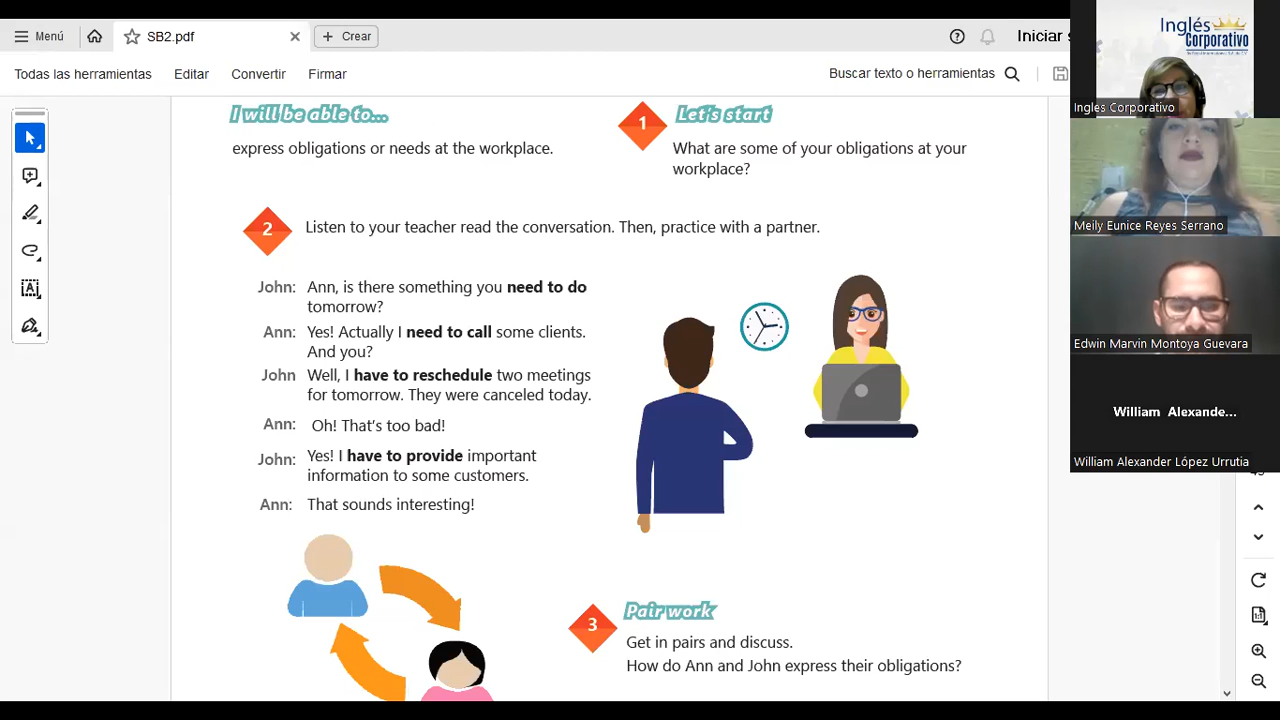 Menú
SB2.pdf
+ Crear
Iniciar s
Todas las herramientas
Editar
Convertir
Firmar
Buscar texto o herramientas
I will be able to...
express obligations or needs at the workplace.
1
Let's start
What are some of your obligations at your
workplace?
2
Listen to your teacher read the conversation. Then, practice with a partner.
John: Ann, is there something you need to do
tomorrow?
Ann: Yes! Actually I need to call some clients.
And you?
John Well, I have to reschedule two meetings
for tomorrow. They were canceled today.
Ann: Oh! That's too bad!
John: Yes! I have to provide important
information to some customers.
Ann: That sounds interesting!
3
Pair work
Get in pairs and discuss.
How do Ann and John express their obligations?
Inglés
Corporativo
Ingles Corporativo
Meily Eunice Reyes Serrano
Edwin Marvin Montoya Guevara
William Alexande...
William Alexander López Urrutia
1:1